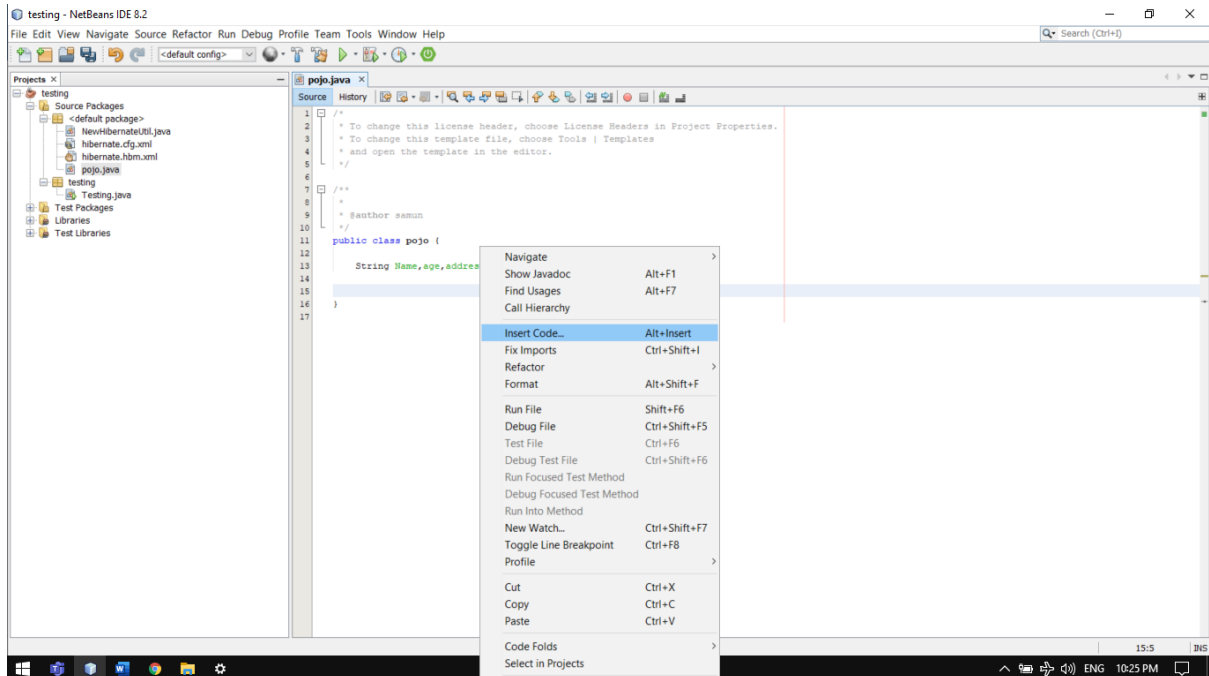 testing - NetBeans IDE 8.2
File Edit View Navigate Source Refactor Run Debug Profile Team Tools Window Help
Search (Ctrl+I)
<default config>
Projects
testing
Source Packages
<default package>
NewHibernateUtil.java
hibernate.cfg.xml
hibernate.hbm.xml
pojo.java
testing
Testing.java
Test Packages
Libraries
Test Libraries
pojo.java
Source History
1 /*
2 * To change this license header, choose License Headers in Project Properties.
3 * To change this template file, choose Tools | Templates
4 * and open the template in the editor.
5 */
6
7 /**
8 *
9 * @author samun
10 */
11 public class pojo {
12
13 String Name,age,addres
14
15
16 }
17
Navigate
Show Javadoc Alt+F1
Find Usages Alt+F7
Call Hierarchy
Insert Code... Alt+Insert
Fix Imports Ctrl+Shift+I
Refactor
Format Alt+Shift+F
Run File Shift+F6
Debug File Ctrl+Shift+F5
Test File Ctrl+F6
Debug Test File Ctrl+Shift+F6
Run Focused Test Method
Debug Focused Test Method
Run Into Method
New Watch... Ctrl+Shift+F7
Toggle Line Breakpoint Ctrl+F8
Profile
Cut Ctrl+X
Copy Ctrl+C
Paste Ctrl+V
Code Folds
Select in Projects
15:5 INS
ENG 10:25 PM